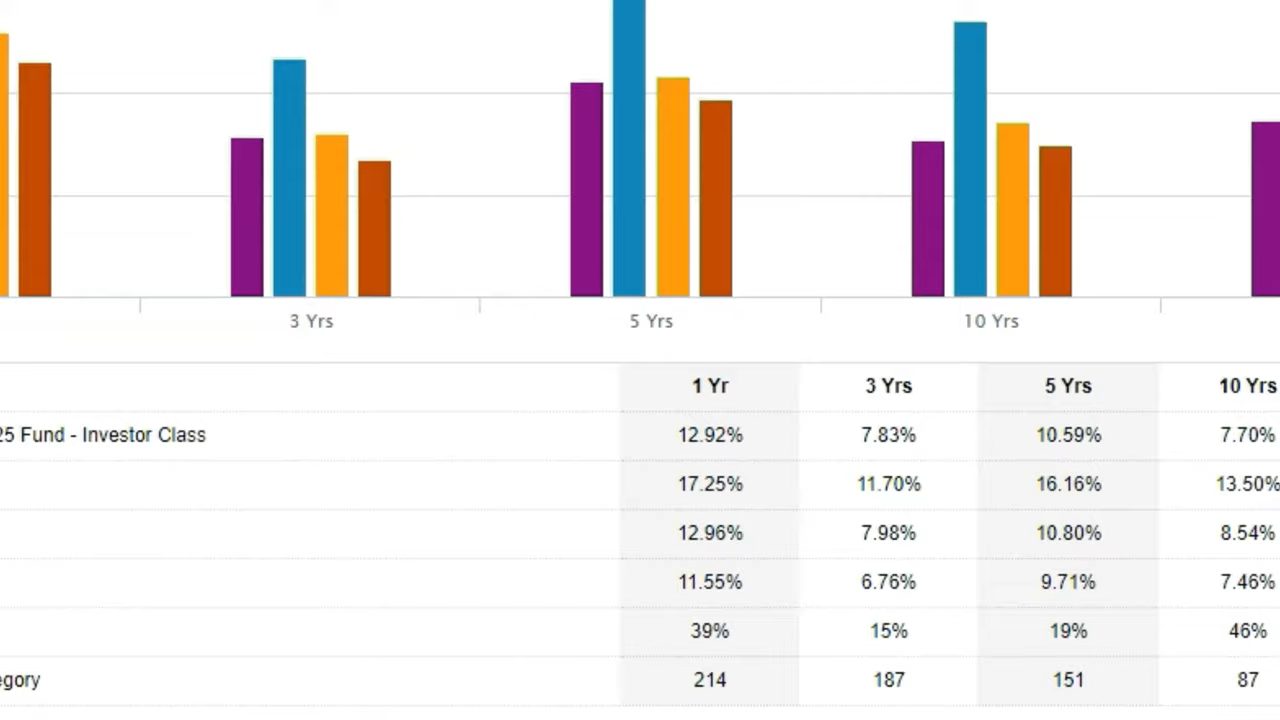 3 Yrs 5 Yrs 10 Yrs
1 Yr 3 Yrs 5 Yrs 10 Yrs
25 Fund - Investor Class 12.92% 7.83% 10.59% 7.70%
17.25% 11.70% 16.16% 13.50%
12.96% 7.98% 10.80% 8.54%
11.55% 6.76% 9.71% 7.46%
39% 15% 19% 46%
egory 214 187 151 87